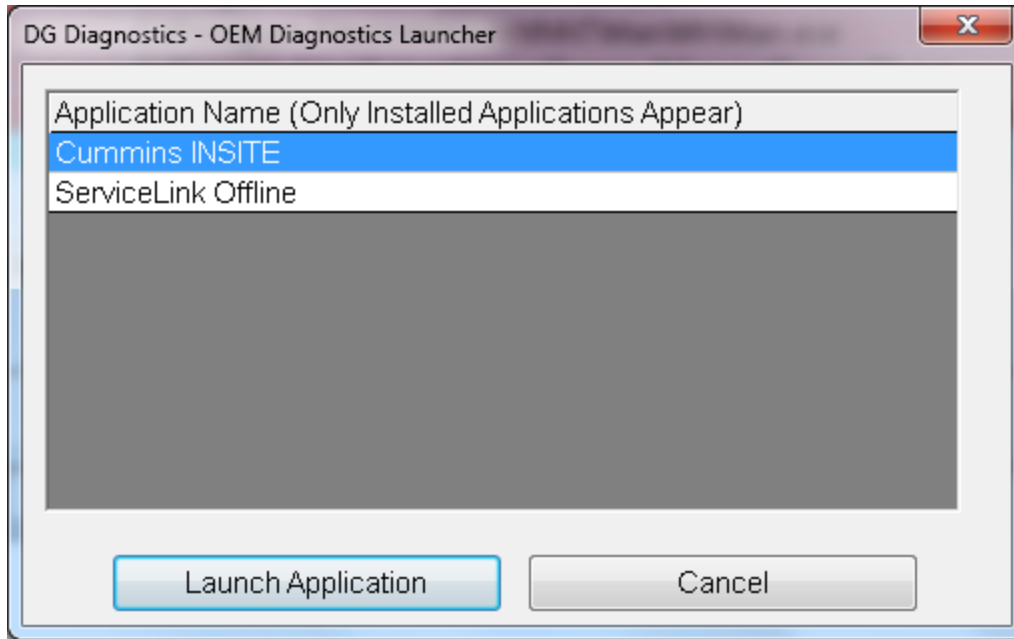 DG Diagnostics - OEM Diagnostics Launcher
Application Name (Only Installed Applications Appear)
Cummins INSITE
ServiceLink Offline
Launch Application
Cancel